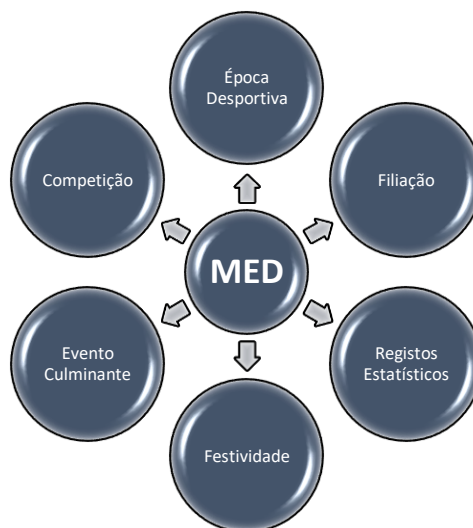 Época
Desportiva
Competição
Filiação
MED
Evento
Culminante
Registos
Estatísticos
Festividade